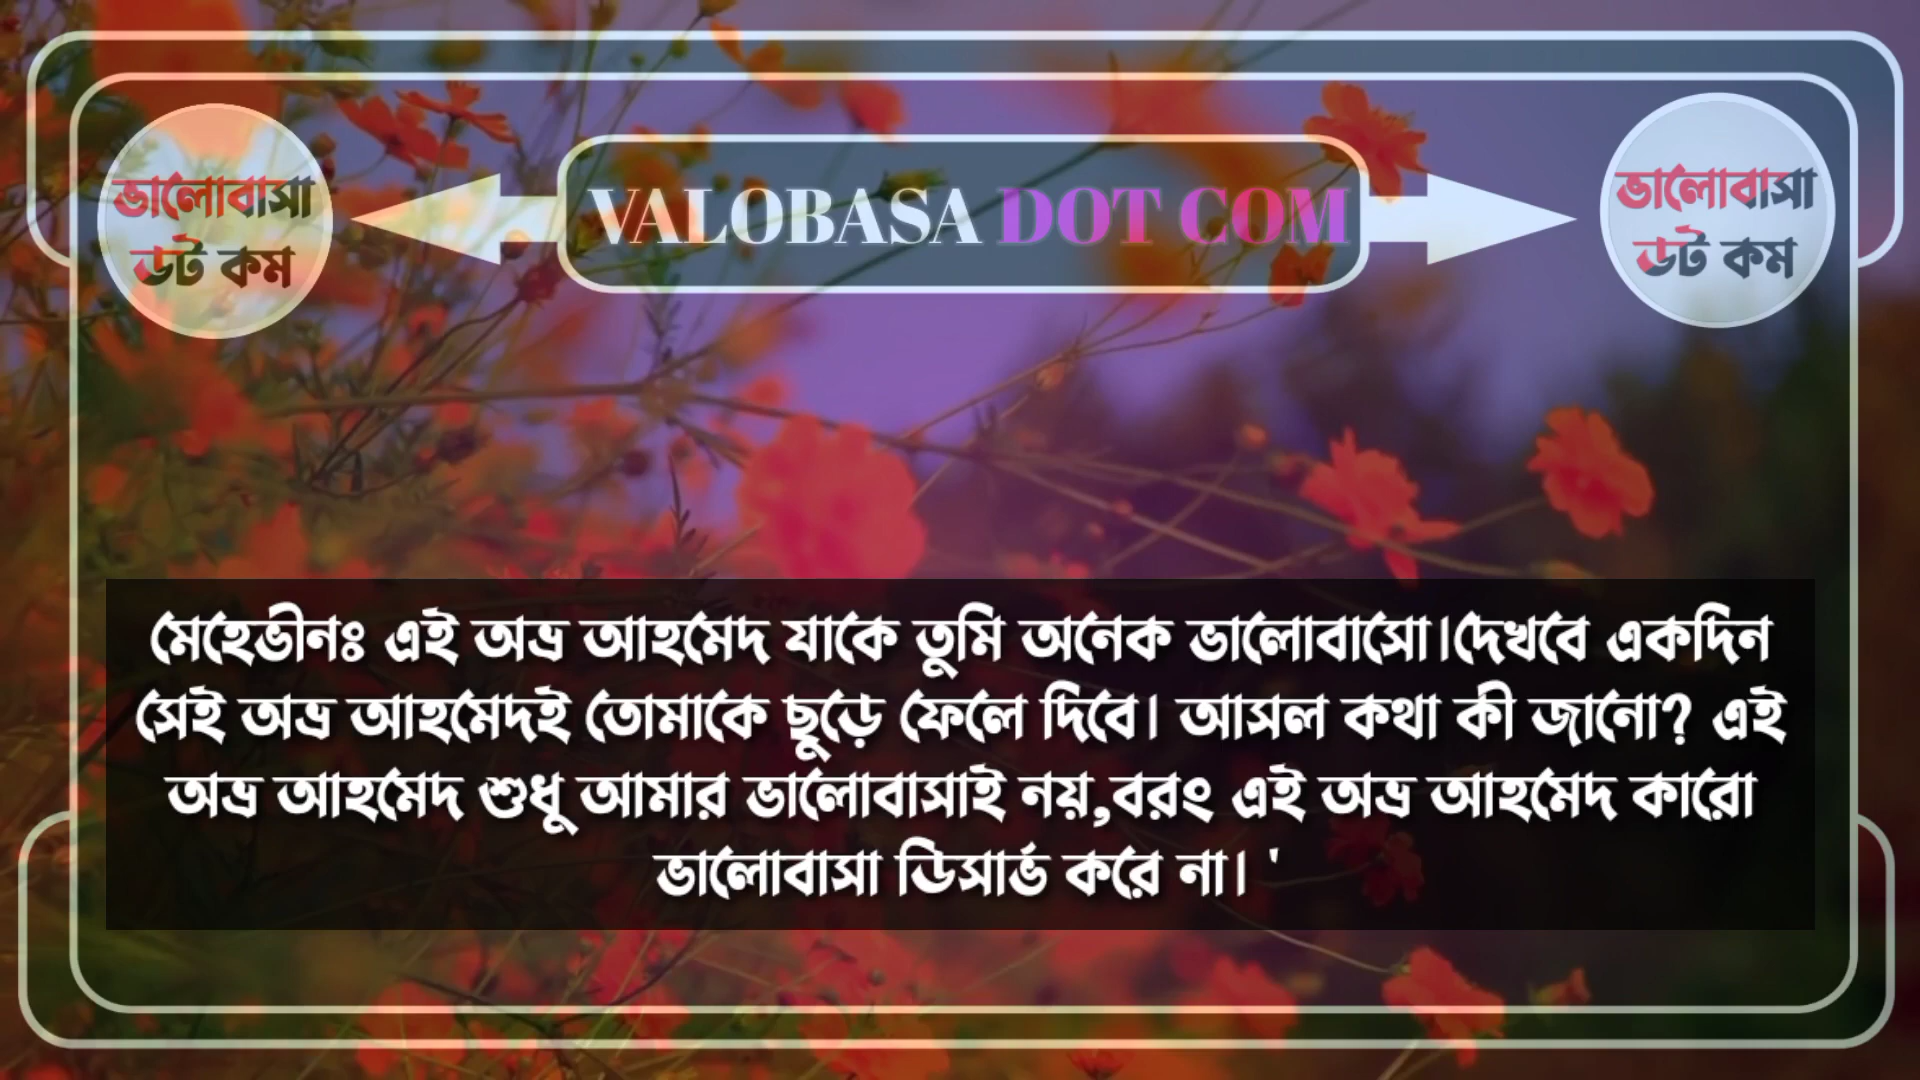 ভালোবাসা
ডট কম
VALOBASA DOT COM
ভালোবাসা
ডট কম
মেহেভীনঃ এই অভ্র আহমেদ যাকে তুমি অনেক ভালোবাসো।দেখবে একদিন
সেই অভ্র আহমেদই তোমাকে ছুড়ে ফেলে দিবে। আসল কথা কী জানো? এই
অভ্র আহমেদ শুধু আমার ভালোবাসাই নয়,বরং এই অভ্র আহমেদ কারো
ভালোবাসা ডিসার্ভ করে না। '